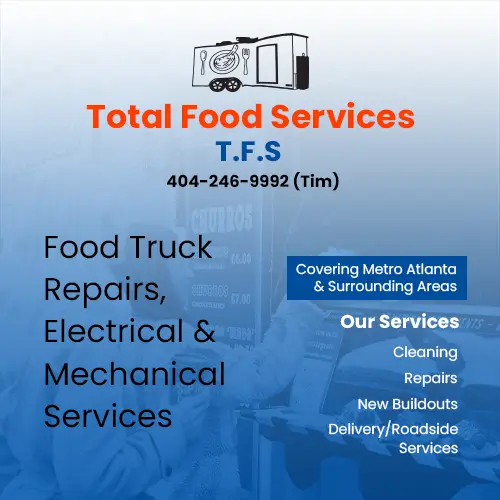 Total Food Services
T.F.S
404-246-9992 (Tim)
CHURROS
Food Truck
Repairs,
Electrical &
Mechanical
Services
Covering Metro Atlanta
& Surrounding Areas
Our Services
Cleaning
Repairs
New Buildouts
Delivery/Roadside
Services